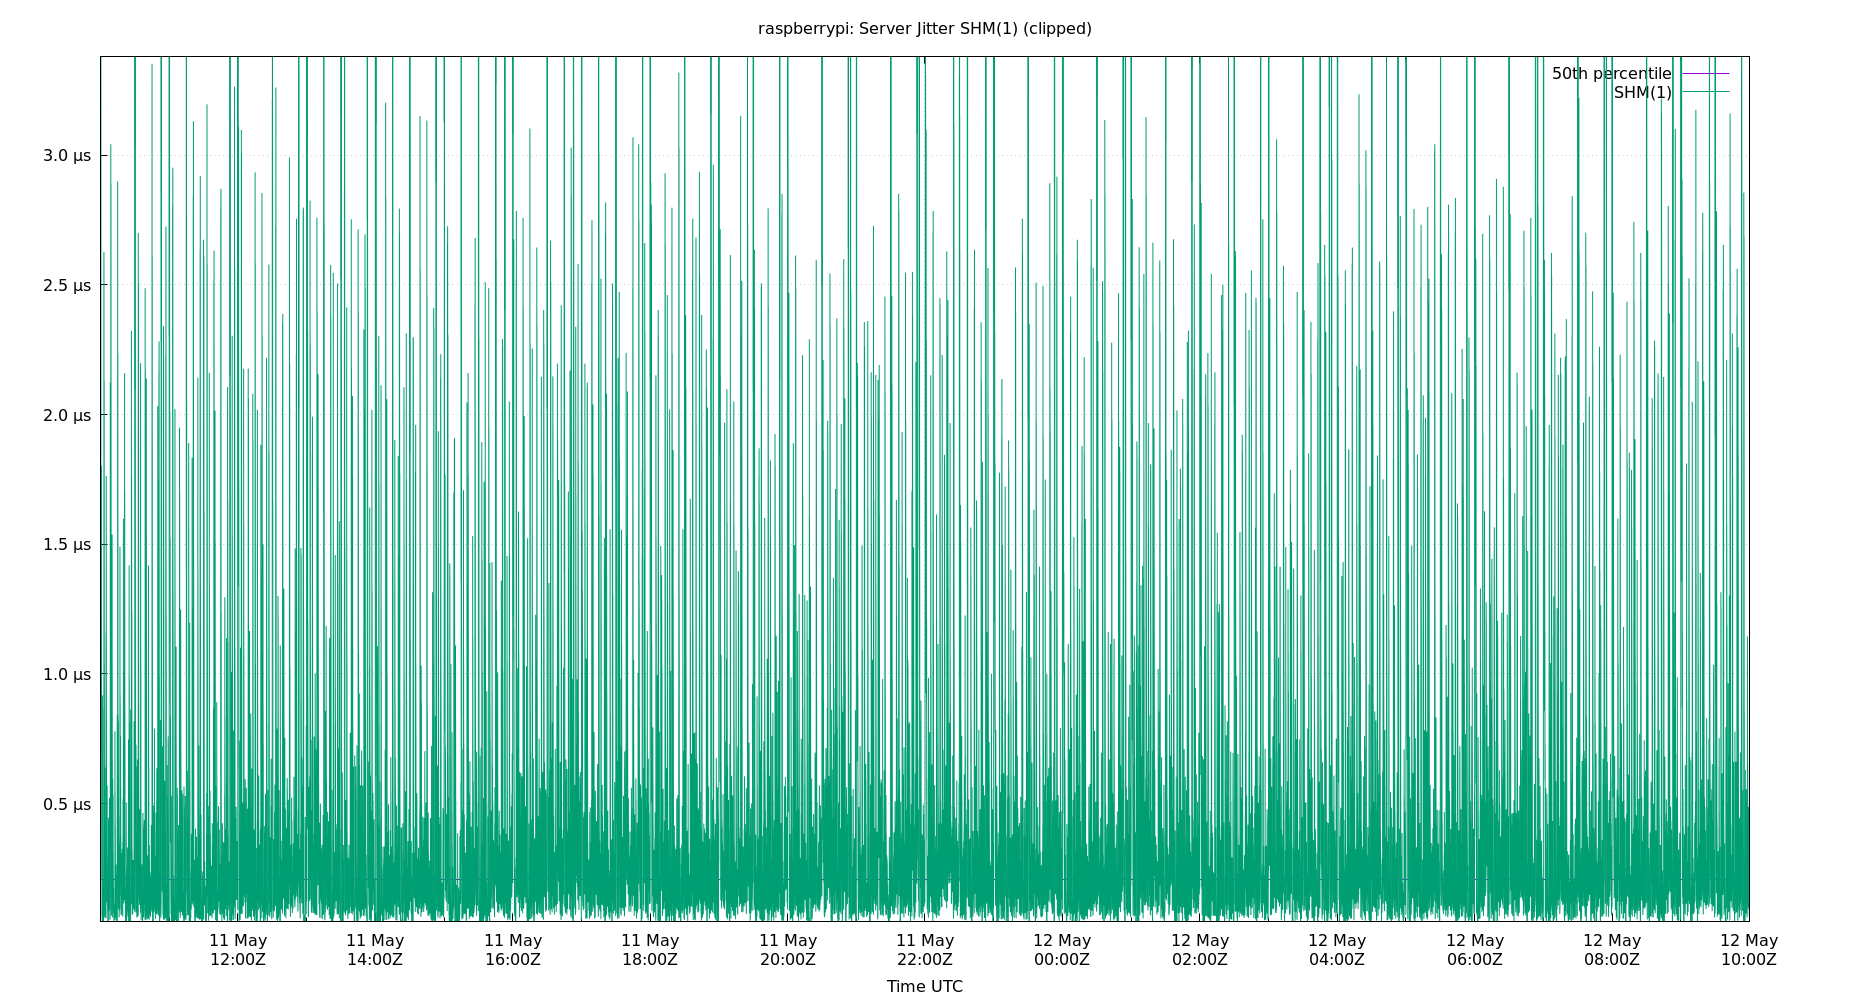 raspberrypi: Server Jitter SHM(1) (clipped)
50th percentile
SHM(1)
3.0 µs
2.5 µs
2.0 µs
1.5 µs
1.0 µs
0.5 µs
11 May 11 May 11 May 11 May 11 May 11 May 12 May 12 May 12 May 12 May 12 May 12 May
12:00Z 14:00Z 16:00Z 18:00Z 20:00Z 22:00Z 00:00Z 02:00Z 04:00Z 06:00Z 08:00Z 10:00Z
Time UTC